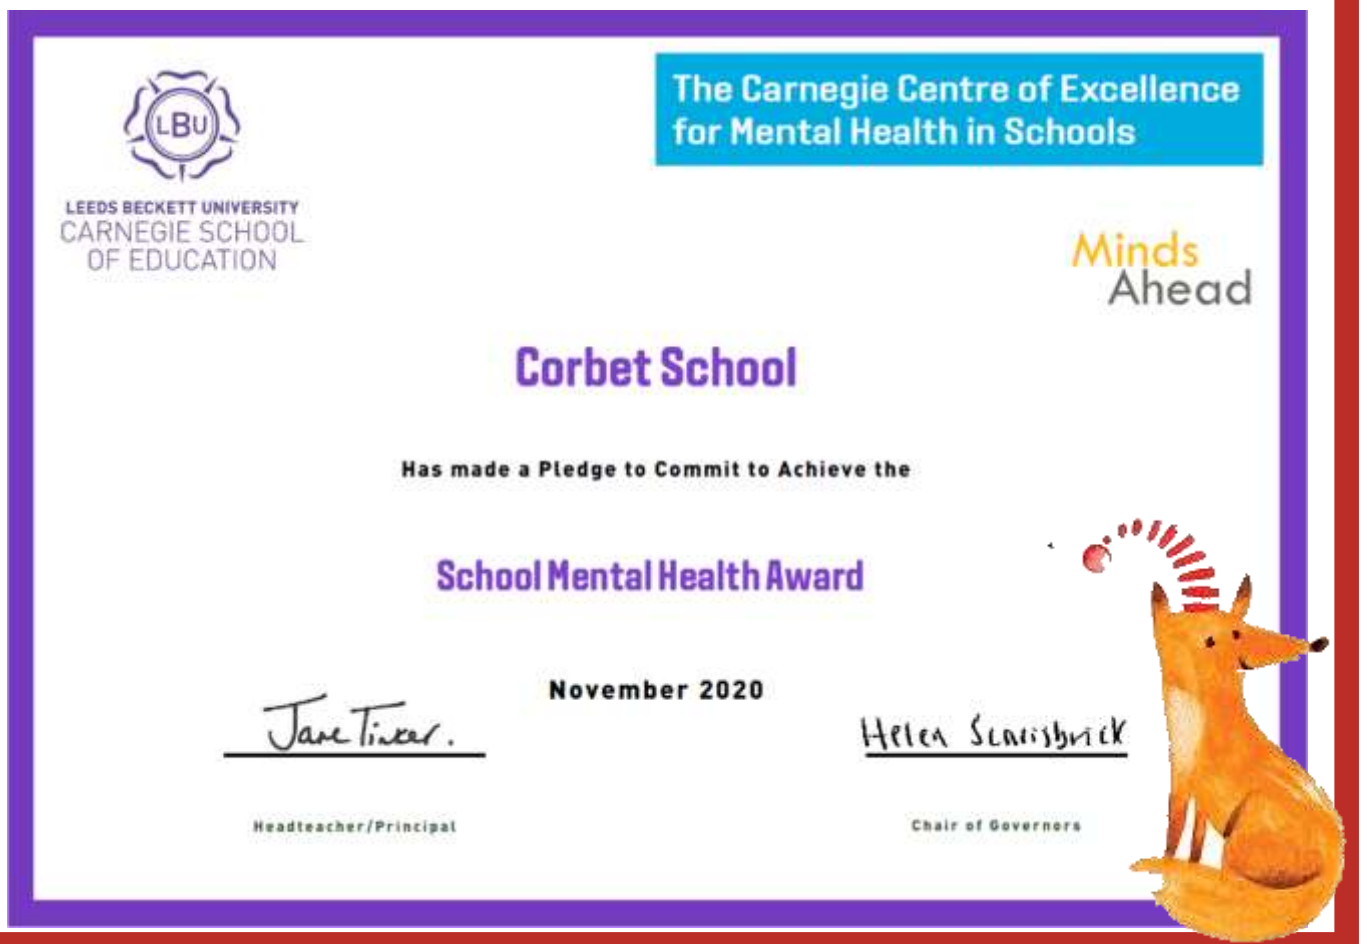 LBU
LEEDS BECKETT UNIVERSITY
CARNEGIE SCHOOL
OF EDUCATION
The Carnegie Centre of Excellence
for Mental Health in Schools
Minds
Ahead
Corbet School
Has made a Pledge to Commit to Achieve the
School Mental Health Award
November 2020
Jane Tinker.
Helen Scarisbrick
Headteacher/Principal
Chair of Governors